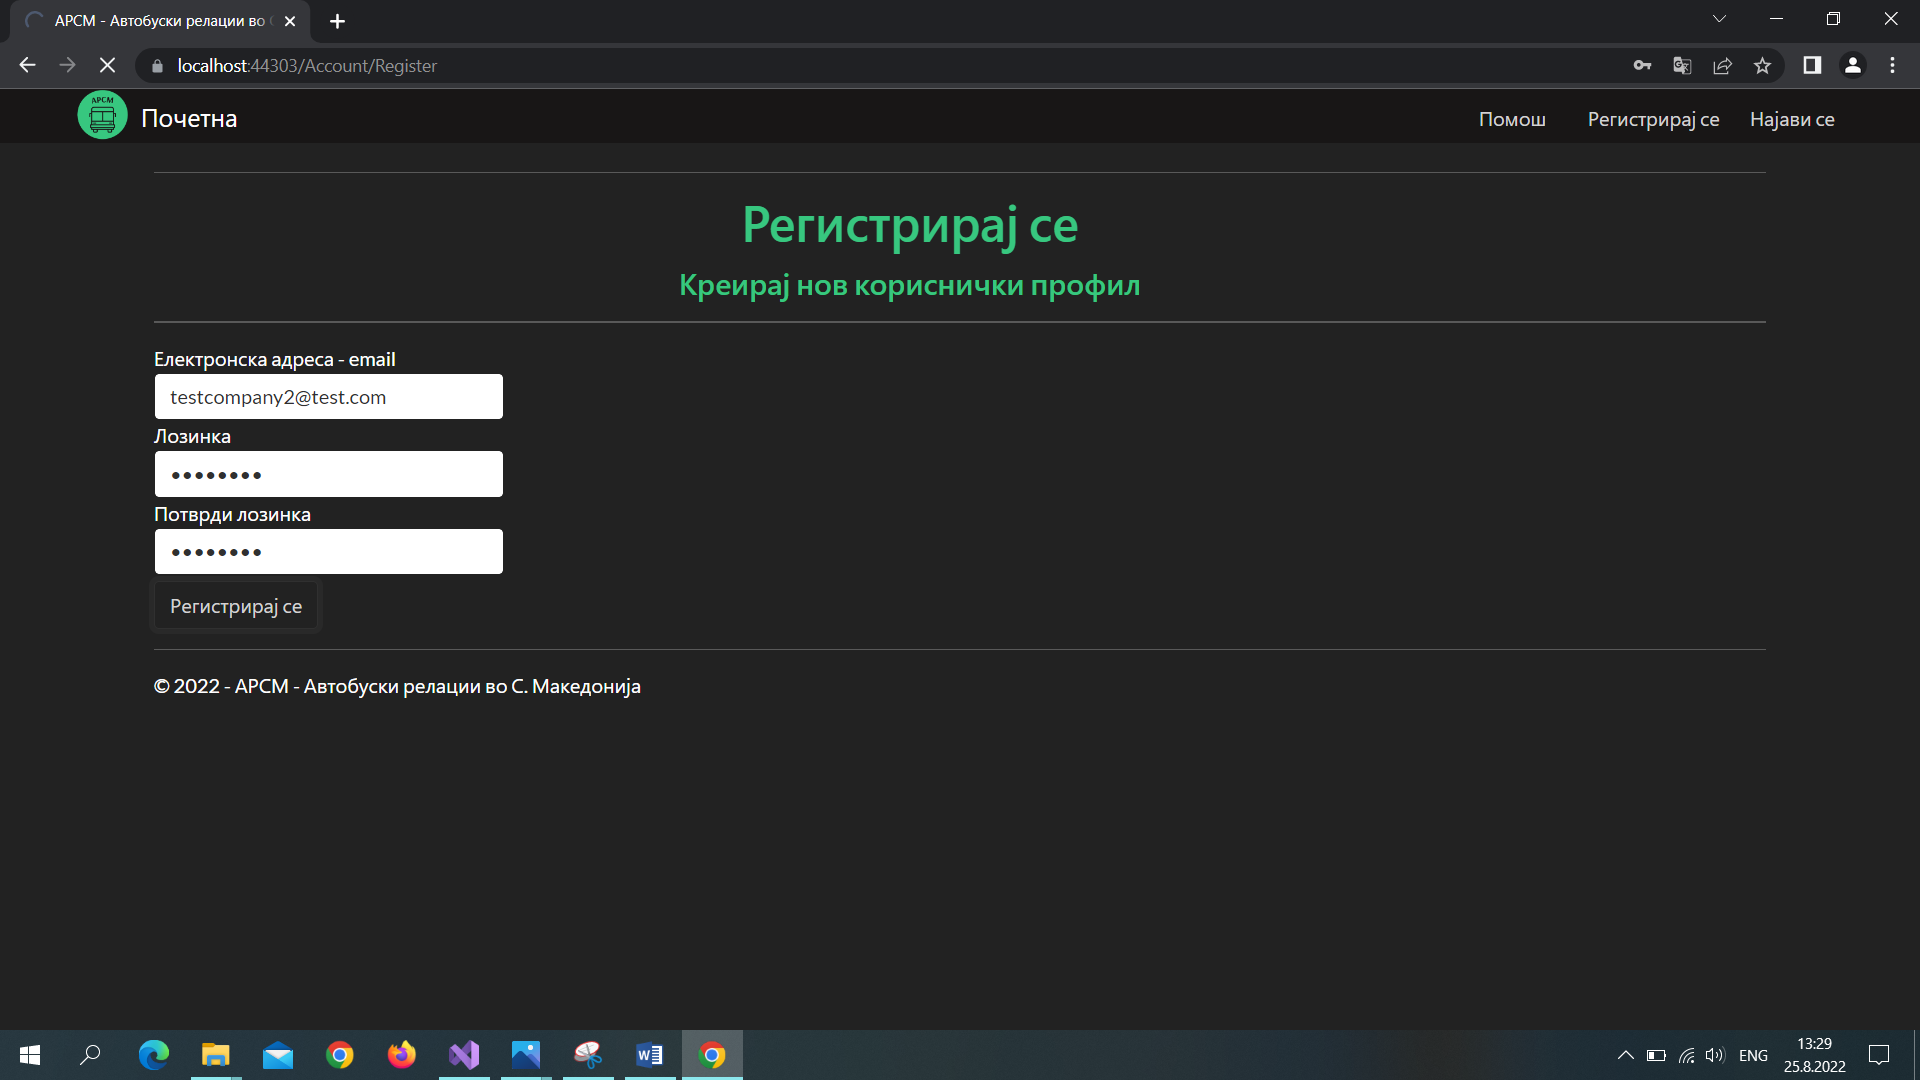 АРСМ - Автобуски релации во
localhost:44303/Account/Register
АРСМ
Почетна
Помош
Регистрирај се
Најави се
Регистрирај се
Креирај нов кориснички профил
Електронска адреса - email
testcompany2@test.com
Лозинка
••••••••
Потврди лозинка
••••••••
Регистрирај се
© 2022 - АРСМ - Автобуски релации во С. Македонија
ENG
13:29
25.8.2022